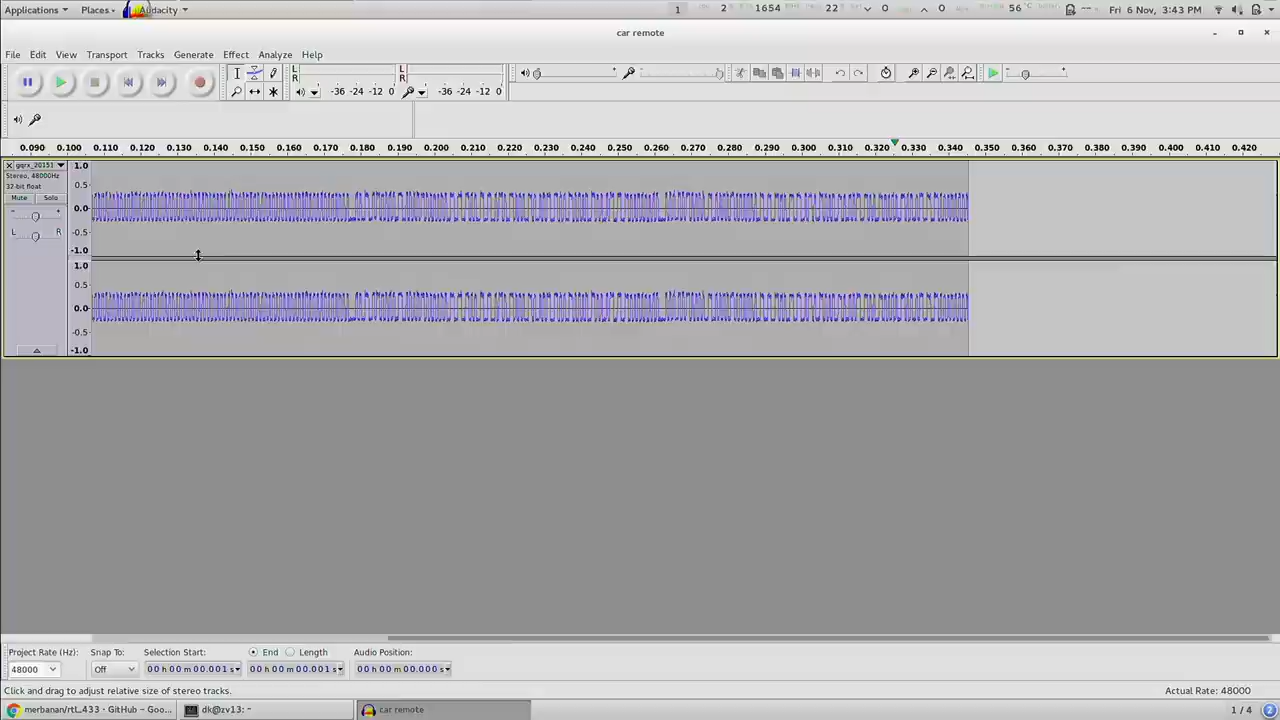 Applications Places Audacity 1 2 1654 22 0 0 56°C Fri 6 Nov, 3:43 PM
car remote
File Edit View Transport Tracks Generate Effect Analyze Help
L R -36 -24 -12 0 L R -36 -24 -12 0
0.090 0.100 0.110 0.120 0.130 0.140 0.150 0.160 0.170 0.180 0.190 0.200 0.210 0.220 0.230 0.240 0.250 0.260 0.270 0.280 0.290 0.300 0.310 0.320 0.330 0.340 0.350 0.360 0.370 0.380 0.390 0.400 0.410 0.420
gqrx_20151 1.0
Stereo, 48000Hz
32-bit float 0.5
Mute Solo
- + 0.0
L R -0.5
-1.0
1.0
0.5
0.0
-0.5
-1.0
Project Rate (Hz): Snap To: Selection Start: End Length Audio Position:
48000 Off 00 h 00 m 00.001 s 00 h 00 m 00.001 s 00 h 00 m 00.000 s
Click and drag to adjust relative size of stereo tracks. Actual Rate: 48000
merbanan/rtl_433 · GitHub - Goo... dk@zv13: ~ car remote 1 / 4 2